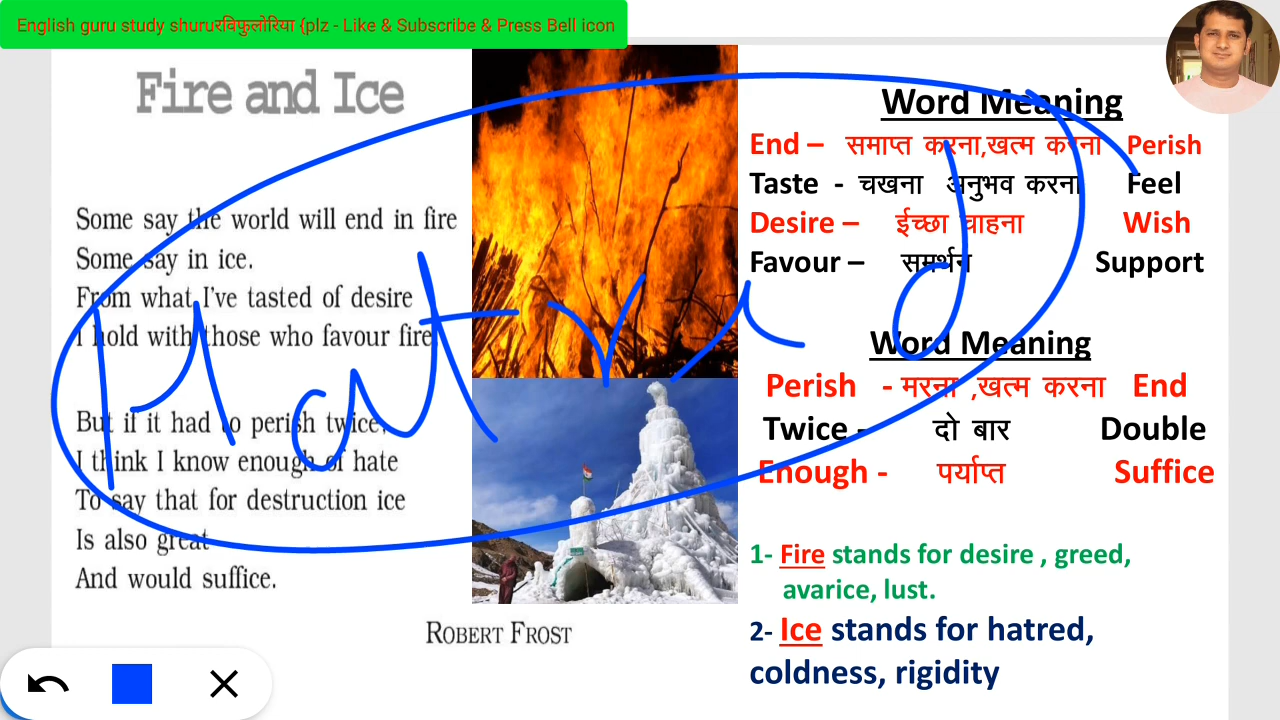 English guru study shuruरविफुलोरिया {plz - Like & Subscribe & Press Bell icon
Fire and Ice
Some say the world will end in fire
Some say in ice.
From what I've tasted of desire
I hold with those who favour fire
But if it had to perish twice,
I think I know enough of hate
To say that for destruction ice
Is also great
And would suffice.
ROBERT FROST
Word Meaning
End – समाप्त करना,खत्म करना Perish
Taste - चखना अनुभव करना Feel
Desire – ईच्छा चाहना Wish
Favour – समर्थन Support
Word Meaning
Perish - मरना ,खत्म करना End
Twice - दो बार Double
Enough - पर्याप्त Suffice
1- Fire stands for desire , greed,
avarice, lust.
2- Ice stands for hatred,
coldness, rigidity